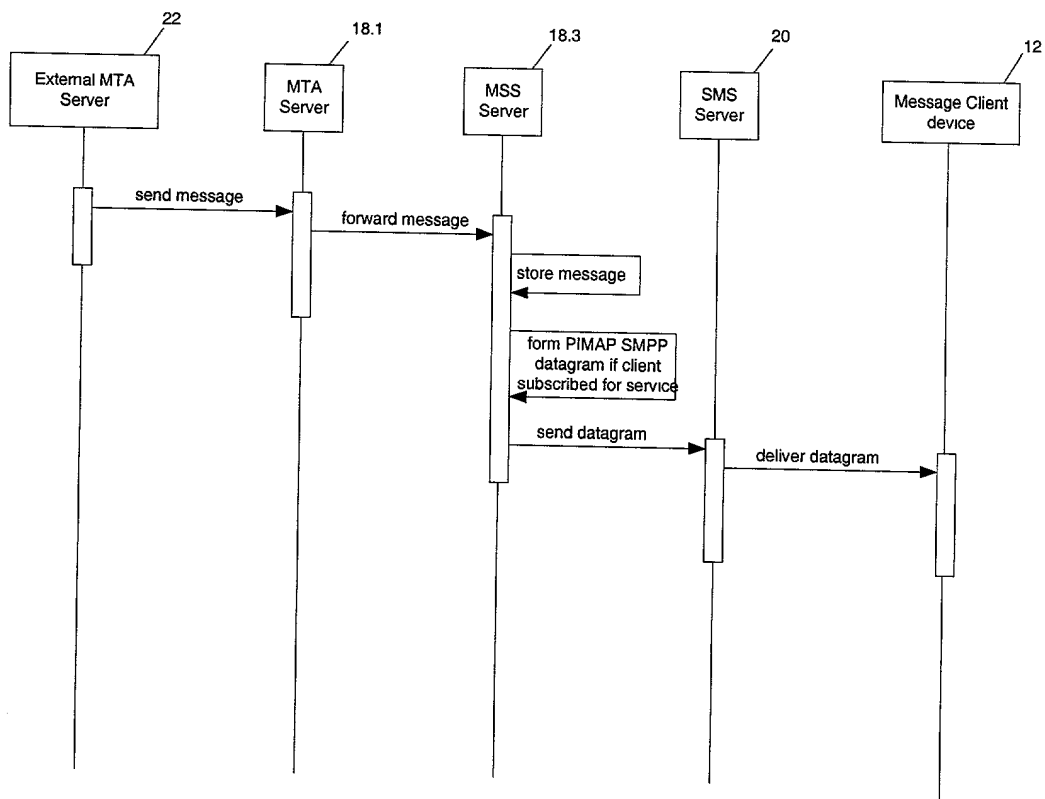 22
18.1
18.3
20
12
External MTA
Server
MTA
Server
MSS
Server
SMS
Server
Message Client
device
send message
forward message
store message
form PIMAP SMPP
datagram if client
subscribed for service
send datagram
deliver datagram